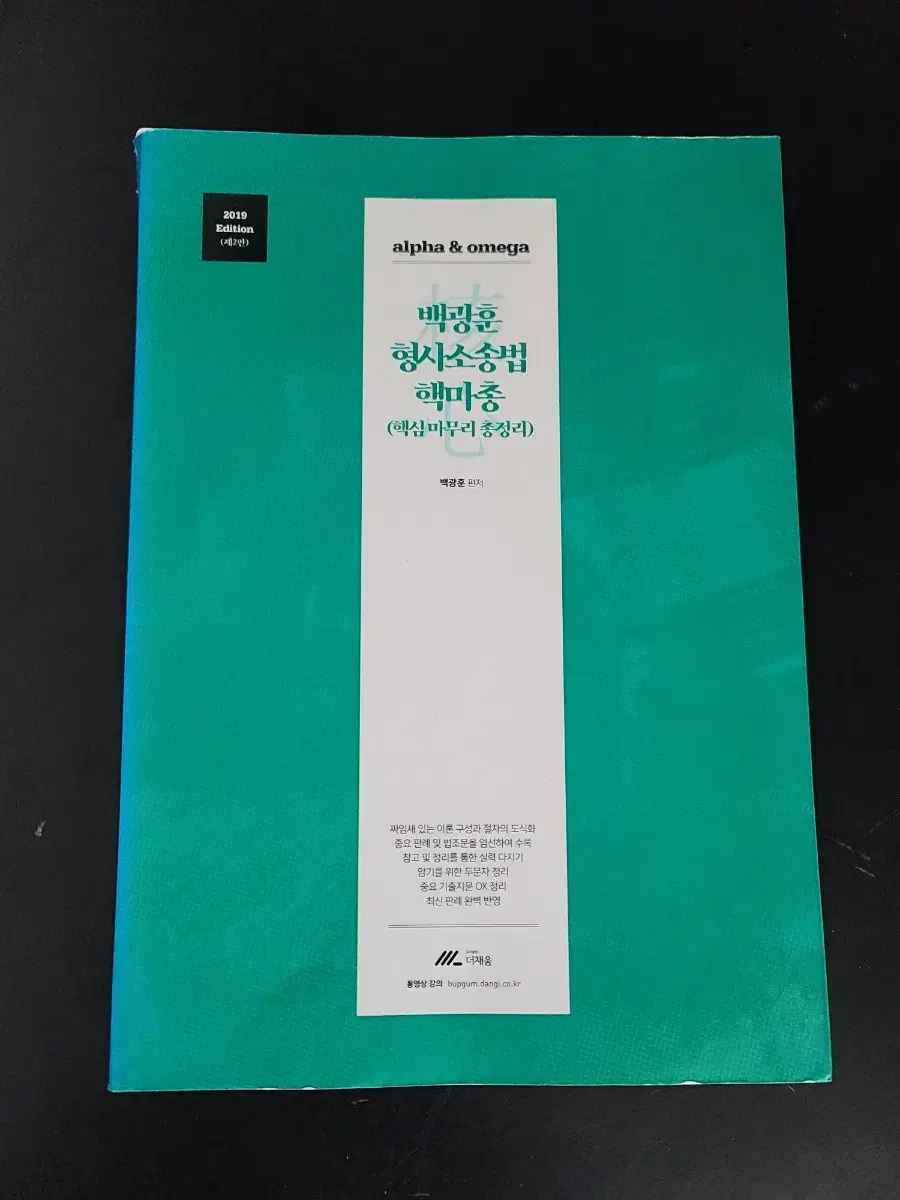 2019
Edition
(제2판)
alpha & omega
백광훈
형사소송법
핵마총
(핵심 마무리 총정리)
백광훈 편저
짜임새 있는 이론 구성과 절차의 도식화
중요 판례 및 법조문을 엄선하여 수록
참고 및 정리를 통한 실력 다지기
암기를 위한 두문자 정리
중요 기출지문 OX 정리
최신 판례 완벽 반영
더채움
동영상 강의 bupgum.dangi.co.kr